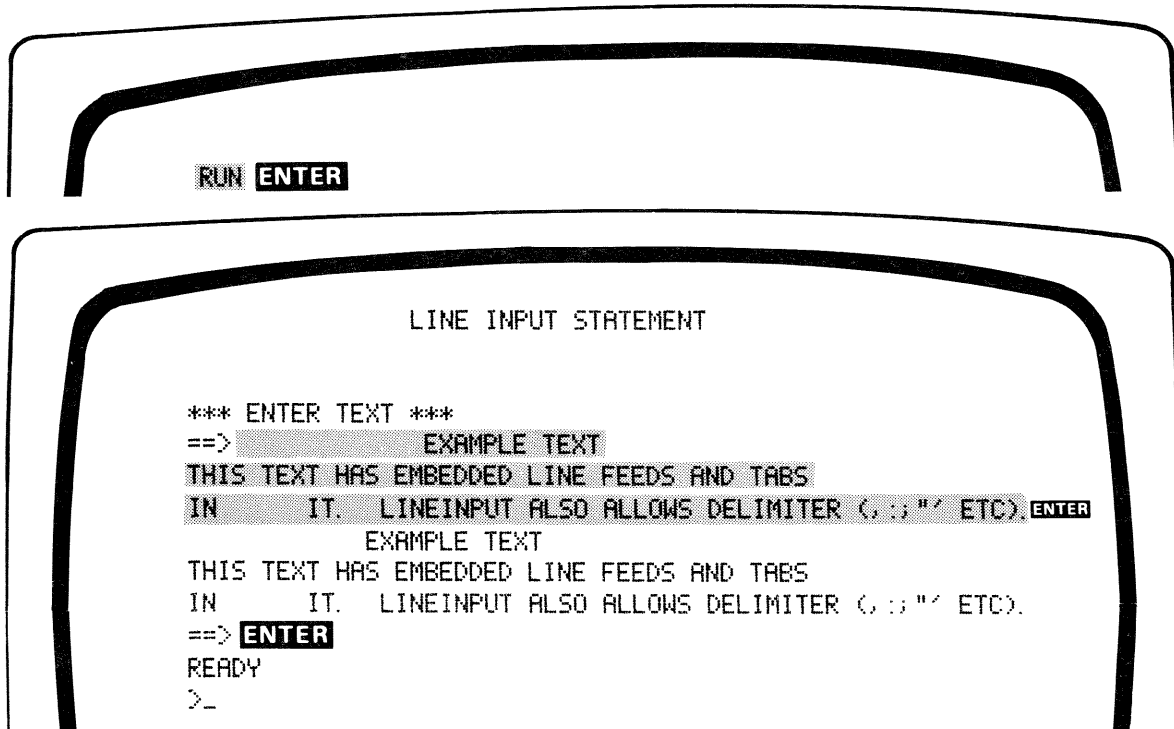 RUN ENTER
LINE INPUT STATEMENT
*** ENTER TEXT ***
==> EXAMPLE TEXT
THIS TEXT HAS EMBEDDED LINE FEEDS AND TABS
IN IT. LINEINPUT ALSO ALLOWS DELIMITER (, :; "' ETC). ENTER
EXAMPLE TEXT
THIS TEXT HAS EMBEDDED LINE FEEDS AND TABS
IN IT. LINEINPUT ALSO ALLOWS DELIMITER (, :; "' ETC).
==> ENTER
READY
>_